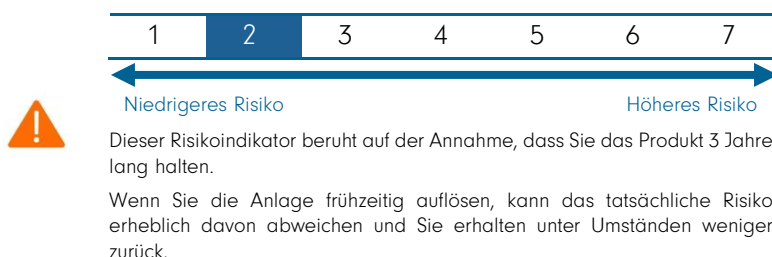 1 2 3 4 5 6 7
Niedrigeres Risiko Höheres Risiko
Dieser Risikoindikator beruht auf der Annahme, dass Sie das Produkt 3 Jahre
lang halten.
Wenn Sie die Anlage frühzeitig auflösen, kann das tatsächliche Risiko
erheblich davon abweichen und Sie erhalten unter Umständen weniger
zurück.